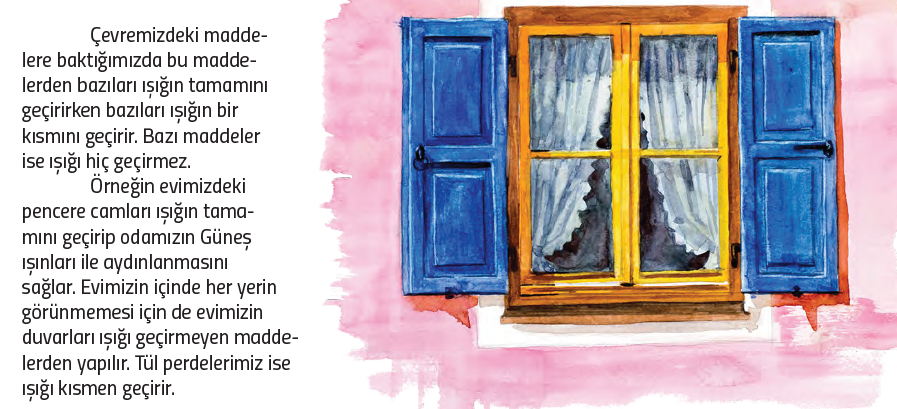 Çevremizdeki madde-
lere baktığımızda bu madde-
lerden bazıları ışığın tamamını
geçirirken bazıları ışığın bir
kısmını geçirir. Bazı maddeler
ise ışığı hiç geçirmez.
Örneğin evimizdeki
pencere camları ışığın tama-
mını geçirip odamızın Güneş
ışınları ile aydınlanmasını
sağlar. Evimizin içinde her yerin
görünmemesi için de evimizin
duvarları ışığı geçirmeyen madde-
lerden yapılır. Tül perdelerimiz ise
ışığı kısmen geçirir.